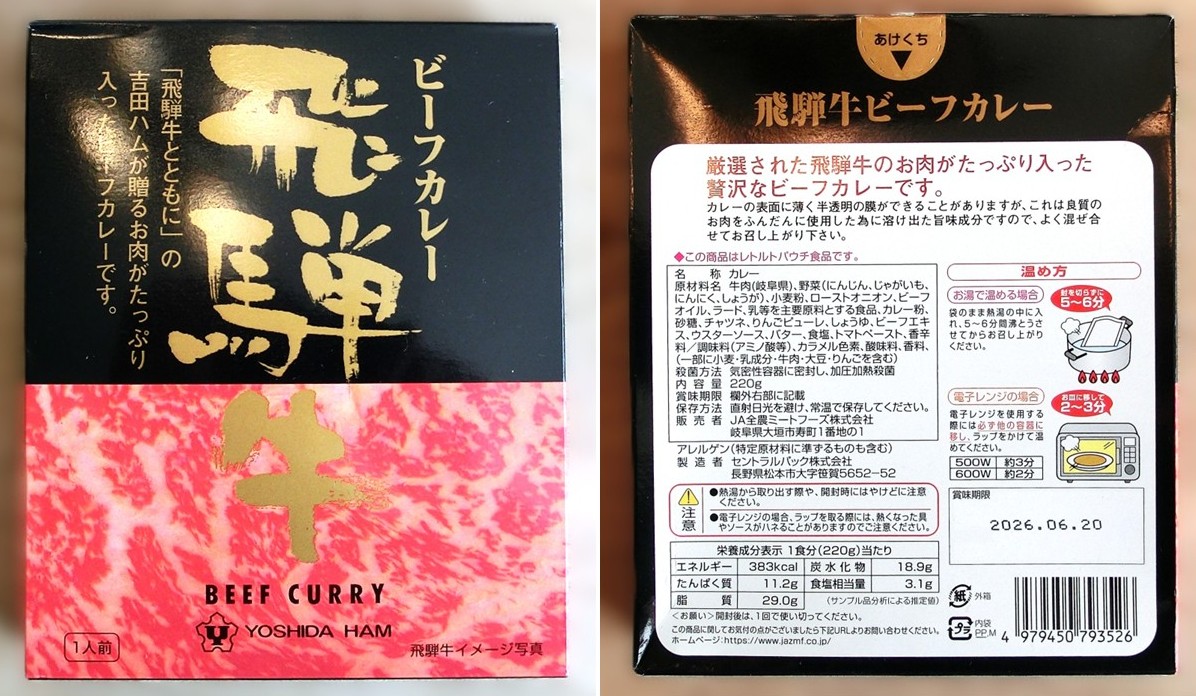 ビーフカレー
飛騨
牛
「飛騨牛とともに」の
吉田ハムが贈るお肉がたっぷり
入ったビーフカレーです。
BEEF CURRY
YOSHIDA HAM
1人前
飛騨牛イメージ写真
あけくち
飛騨牛ビーフカレー
厳選された飛騨牛のお肉がたっぷり入った
贅沢なビーフカレーです。
カレーの表面に薄く半透明の膜ができることがありますが、これは良質の
お肉をふんだんに使用した為に溶け出た旨味成分ですので、よく混ぜ合
せてお召し上がり下さい。
◆この商品はレトルトパウチ食品です。
名 称 カレー
原材料名 牛肉(岐阜県)、野菜(にんじん、じゃがいも、
にんにく、しょうが)、小麦粉、ローストオニオン、ビーフ
オイル、ラード、乳等を主要原料とする食品、カレー粉、
砂糖、チャツネ、りんごピューレ、しょうゆ、ビーフエキ
ス、ウスターソース、バター、食塩、トマトペースト、香辛
料/調味料(アミノ酸等)、カラメル色素、酸味料、香料、
(一部に小麦・乳成分・牛肉・大豆・りんごを含む)
殺菌方法 気密性容器に密封し、加圧加熱殺菌
内容量 220g
賞味期限 欄外右部に記載
保存方法 直射日光を避け、常温で保存してください。
販売者 JA全農ミートフーズ株式会社
岐阜県大垣市寿町1番地の1
アレルゲン(特定原材料に準ずるものも含む)
製造者 セントラルパック株式会社
長野県松本市大字笹賀5652-52
注意
●熱湯から取り出す際や、開封時にはやけどに注意
ください。
●電子レンジの場合、ラップを取る際には、熱くなった具
やソースがハネることがありますのでご注意ください。
栄養成分表示 1食分(220g)当たり
エネルギー 383kcal 炭水化物 18.9g
たんぱく質 11.2g 食塩相当量 3.1g
脂質 29.0g (サンプル品分析による推定値)
<お願い>開封後は、1回で使い切ってください。
この商品に関してお気付の点がございましたら下記URLよりお問い合わせください。
ホームページ:https://www.jazmf.co.jp/
温め方
お湯で温める場合
封を切らずに
5〜6分
袋のまま熱湯の中に入
れ、5〜6分間沸とうさ
せてからお召し上がり
ください。
電子レンジの場合
お皿に移して
2〜3分
電子レンジを使用する
際には必ず他の容器に
移し、ラップをかけて温
めてください。
500W 約3分
600W 約2分
賞味期限
2026.06.20
紙 外箱
プラ 内袋
PP.M
4 979450 793526